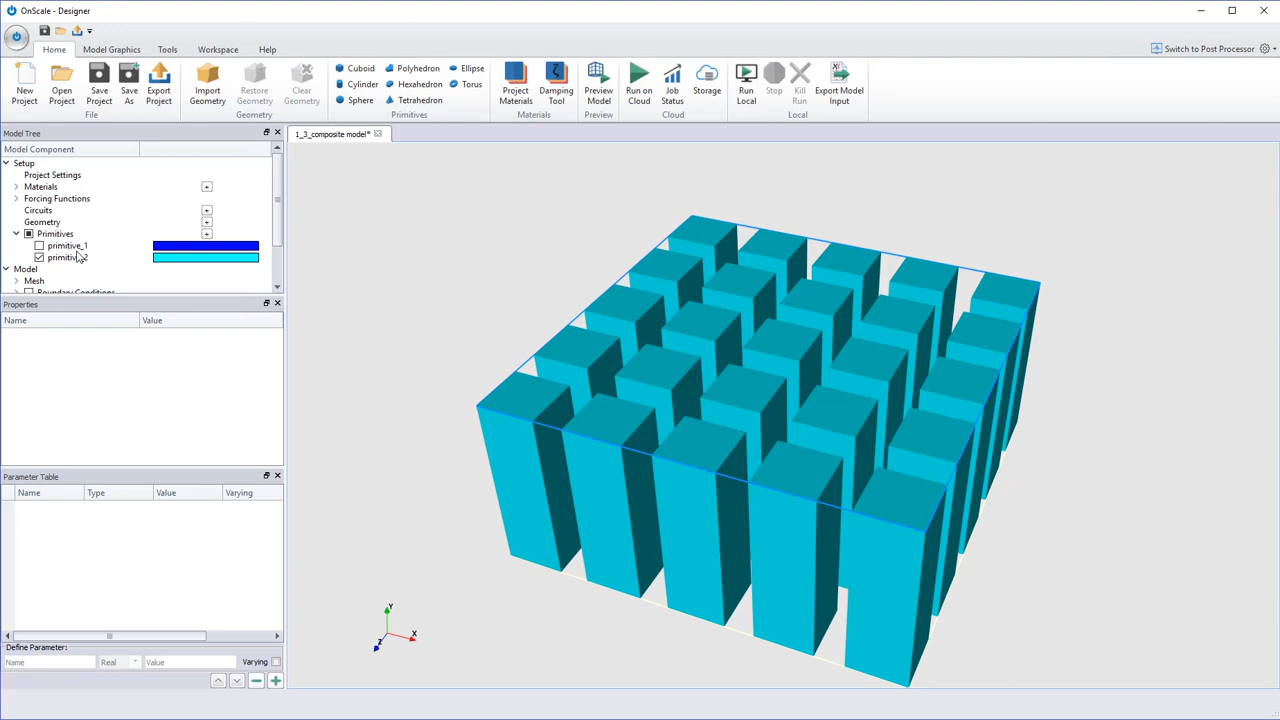 OnScale - Designer
Home
Model Graphics
Tools
Workspace
Help
Switch to Post Processor
New Project
Open Project
Save Project
Save As
Export Project
Import Geometry
Restore Geometry
Clear Geometry
Cuboid
Polyhedron
Ellipse
Cylinder
Hexahedron
Torus
Sphere
Tetrahedron
Project Materials
Damping Tool
Preview Model
Run on Cloud
Job Status
Storage
Run Local
Stop
Kill Run
Export Model Input
File
Geometry
Primitives
Materials
Preview
Cloud
Local
Model Tree
1_3_composite model*
Model Component
Setup
Project Settings
Materials
Forcing Functions
Circuits
Geometry
Primitives
primitive_1
Model
Mesh
Boundary Conditions
Properties
Name Value
Parameter Table
Name Type Value Varying
Define Parameter:
Name Real Value Varying
Y
X
Z